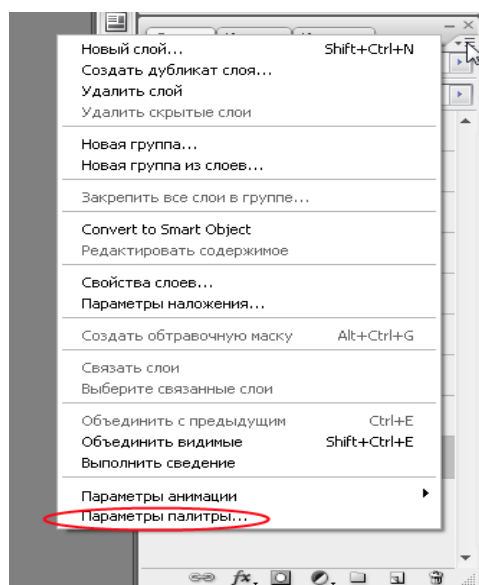 Новый слой... Shift+Ctrl+N
Создать дубликат слоя...
Удалить слой
Удалить скрытые слои
Новая группа...
Новая группа из слоев...
Закрепить все слои в группе...
Convert to Smart Object
Редактировать содержимое
Свойства слоев...
Параметры наложения...
Создать обтравочную маску Alt+Ctrl+G
Связать слои
Выберите связанные слои
Объединить с предыдущим Ctrl+E
Объединить видимые Shift+Ctrl+E
Выполнить сведение
Параметры анимации
Параметры палитры...
fx